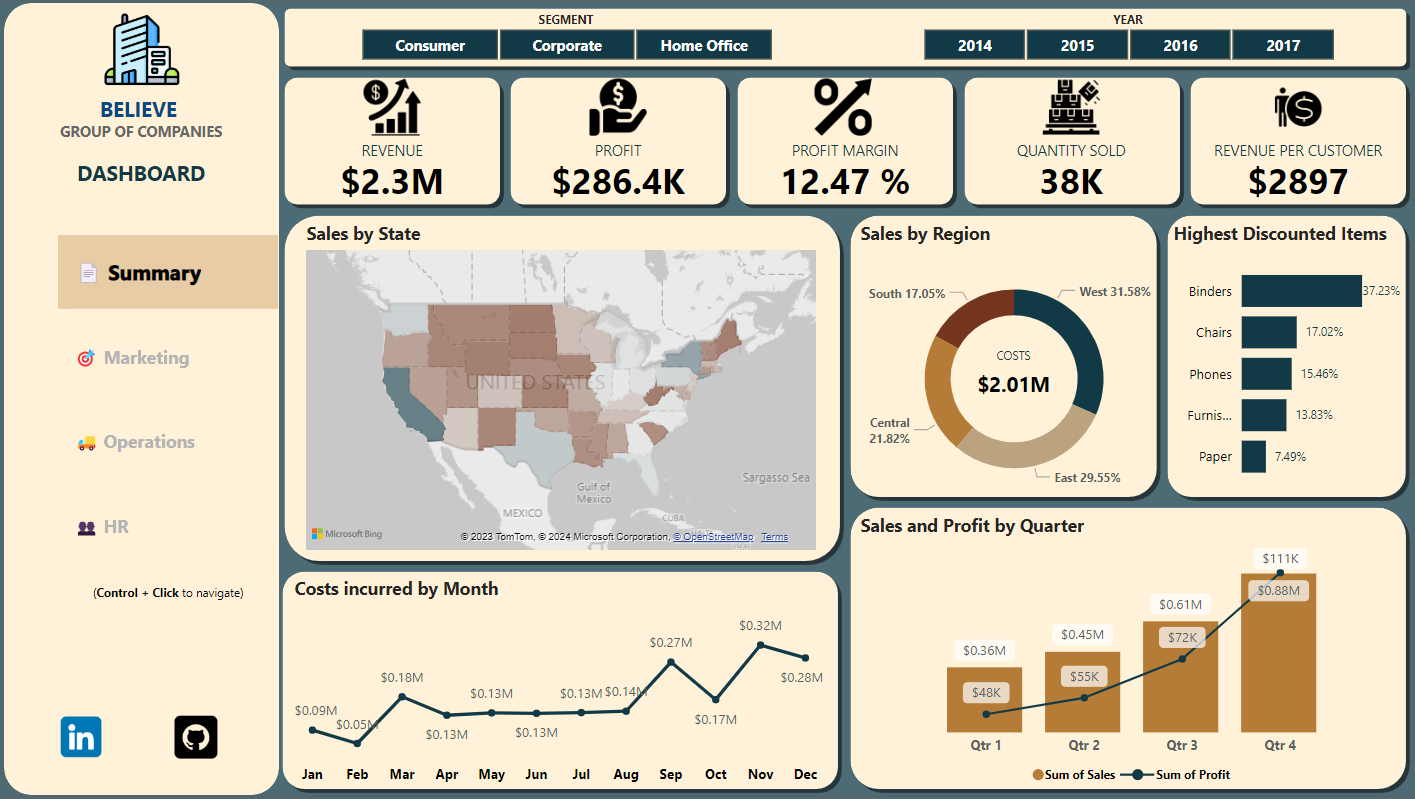 BELIEVE
GROUP OF COMPANIES
DASHBOARD
Summary
Marketing
Operations
HR
(Control + Click to navigate)
in
SEGMENT
Consumer
Corporate
Home Office
YEAR
2014
2015
2016
2017
REVENUE
$2.3M
PROFIT
$286.4K
PROFIT MARGIN
12.47 %
QUANTITY SOLD
38K
REVENUE PER CUSTOMER
$2897
Sales by State
UNITED STATES
MEXICO
Gulf of
Mexico
CUBA
Sargasso Sea
Microsoft Bing
© 2023 TomTom, © 2024 Microsoft Corporation, © OpenStreetMap Terms
Sales by Region
South 17.05%
West 31.58%
COSTS
$2.01M
Central
21.82%
East 29.55%
Highest Discounted Items
Binders 37.23%
Chairs 17.02%
Phones 15.46%
Furnis... 13.83%
Paper 7.49%
Costs incurred by Month
$0.09M
$0.05M
$0.18M
$0.13M
$0.13M
$0.13M
$0.13M
$0.14M
$0.27M
$0.17M
$0.32M
$0.28M
Jan Feb Mar Apr May Jun Jul Aug Sep Oct Nov Dec
Sales and Profit by Quarter
$0.36M
$48K
$0.45M
$55K
$0.61M
$72K
$111K
$0.88M
Qtr 1 Qtr 2 Qtr 3 Qtr 4
Sum of Sales Sum of Profit